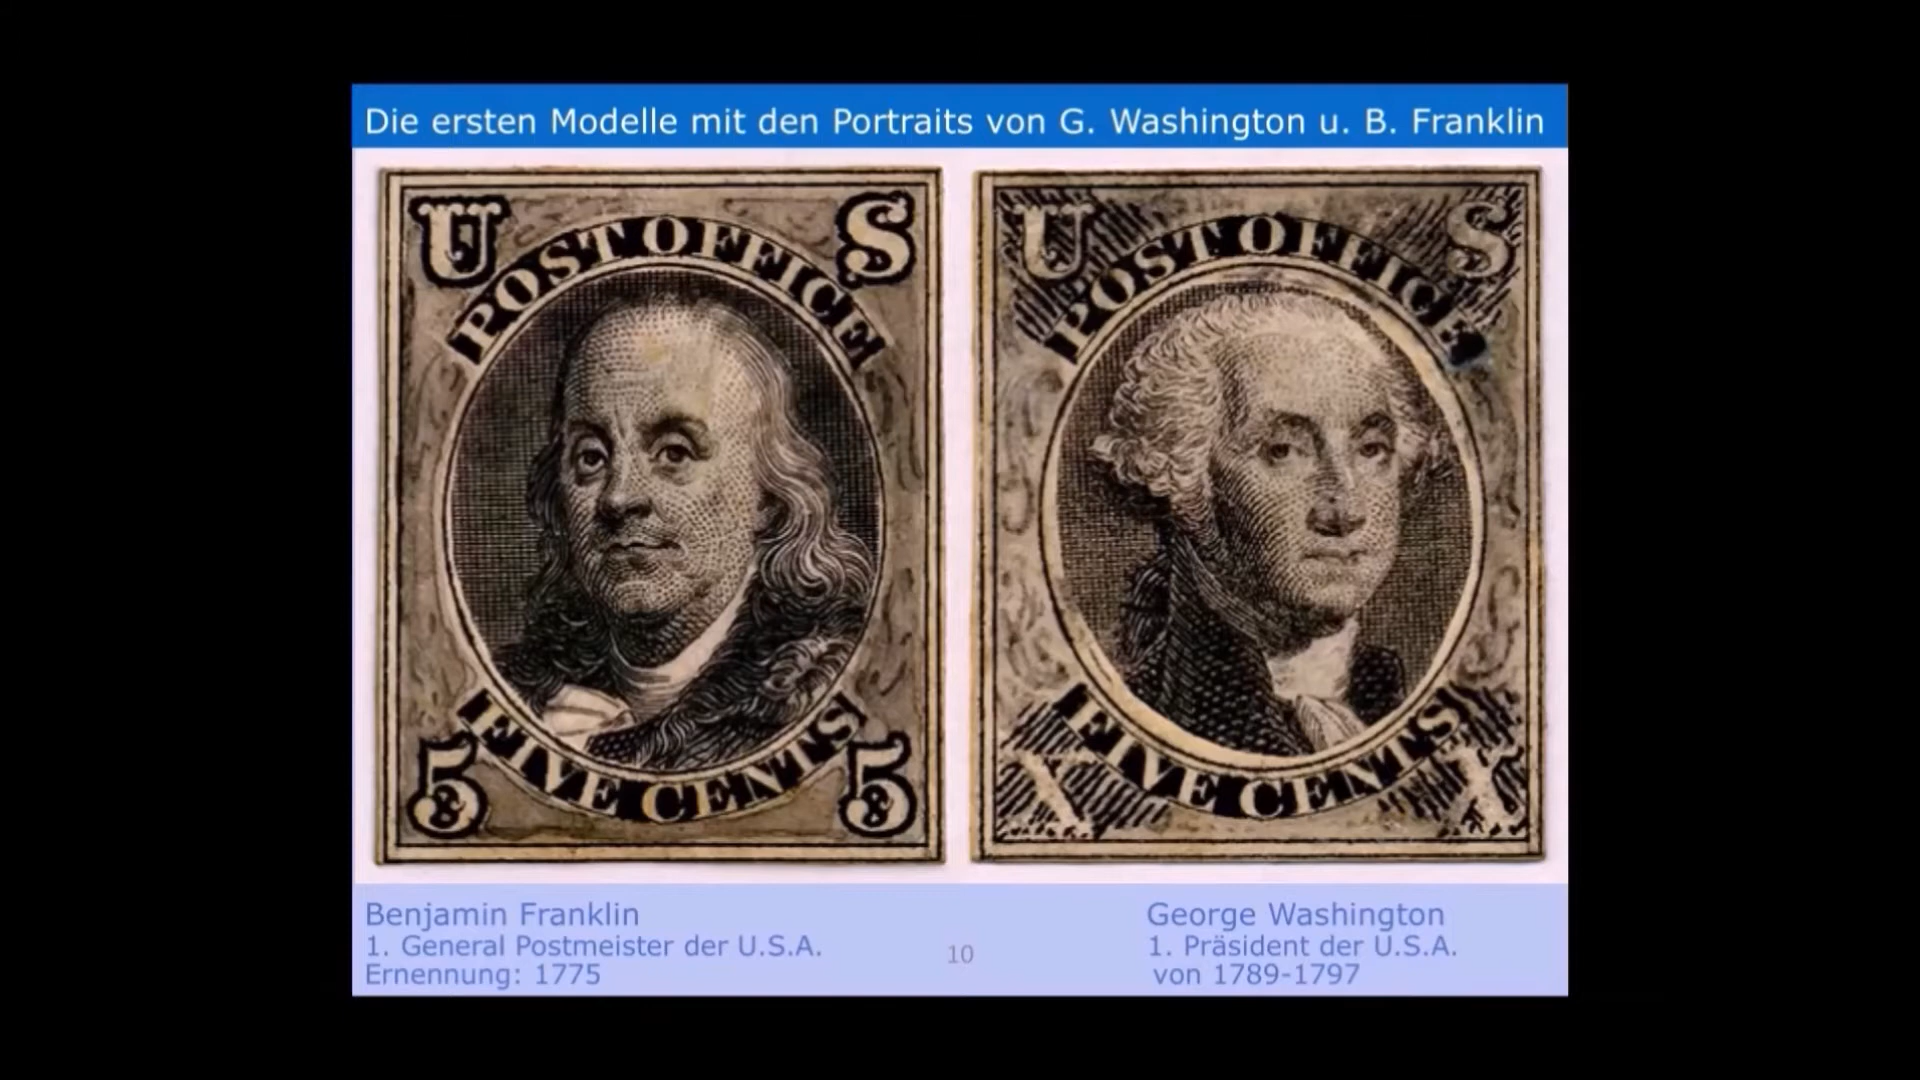 Die ersten Modelle mit den Portraits von G. Washington u. B. Franklin
U S
POST OFFICE
FIVE CENTS
5 5
U S
POST OFFICE
FIVE CENTS
X X
Benjamin Franklin
1. General Postmeister der U.S.A.
Ernennung: 1775
10
George Washington
1. Präsident der U.S.A.
von 1789-1797